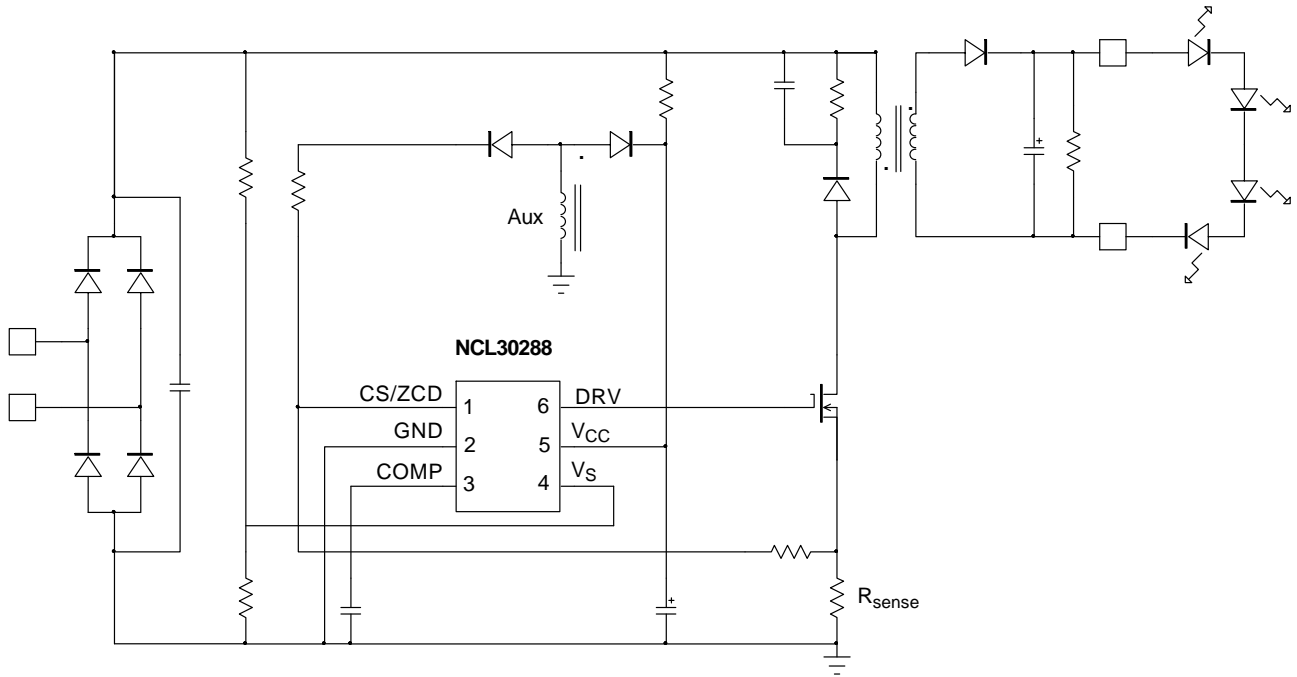 Aux
NCL30288
CS/ZCD 1 6 DRV
GND 2 5 VCC
COMP 3 4 VS
Rsense
+
+